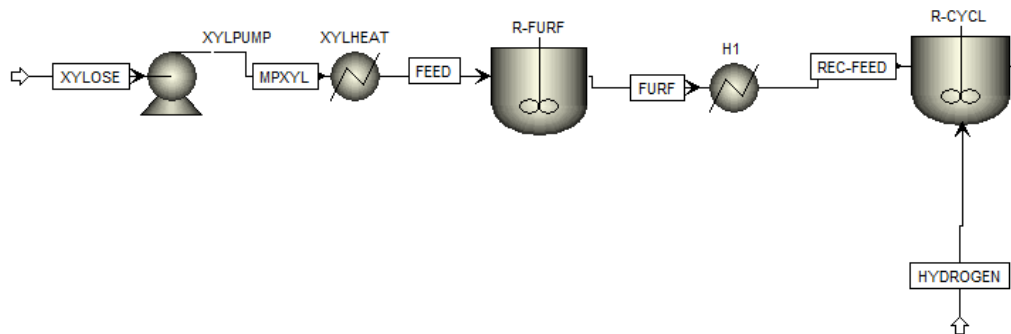 XYLOSE
XYLPUMP
MPXYL
XYLHEAT
FEED
R-FURF
FURF
H1
REC-FEED
R-CYCL
HYDROGEN